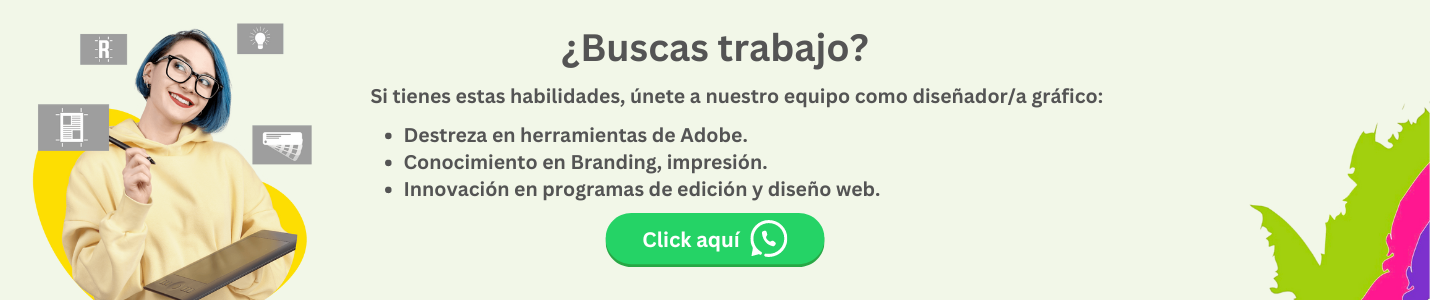 R
¿Buscas trabajo?
Si tienes estas habilidades, únete a nuestro equipo como diseñador/a gráfico:
• Destreza en herramientas de Adobe.
• Conocimiento en Branding, impresión.
• Innovación en programas de edición y diseño web.
Click aquí